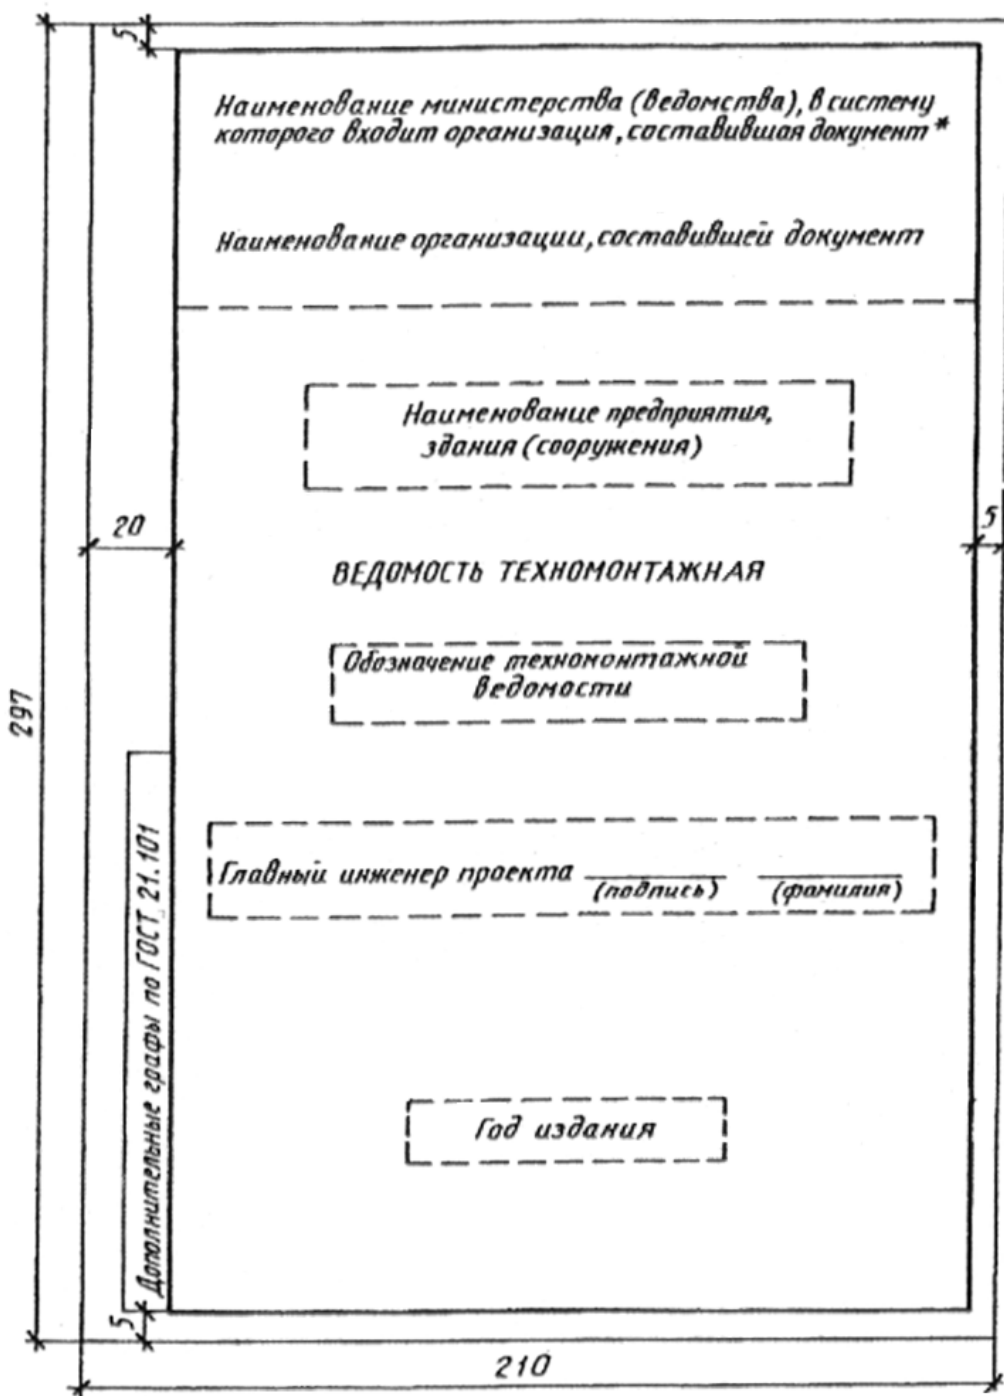 5
Наименование министерства (ведомства), в систему
которого входит организация, составившая документ *
Наименование организации, составившей документ
Наименование предприятия,
здания (сооружения)
20
5
ВЕДОМОСТЬ ТЕХНОМОНТАЖНАЯ
Обозначение техномонтажной
ведомости
297
Главный инженер проекта
(подпись) (фамилия)
Дополнительные графы по ГОСТ 21.101
Год издания
5
210